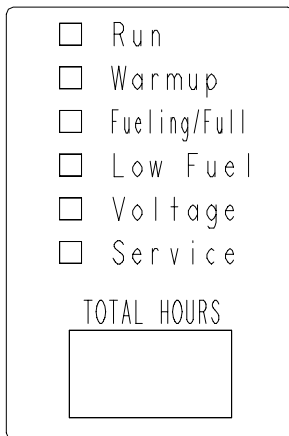 Run
Warmup
Fueling/Full
Low Fuel
Voltage
Service
TOTAL HOURS